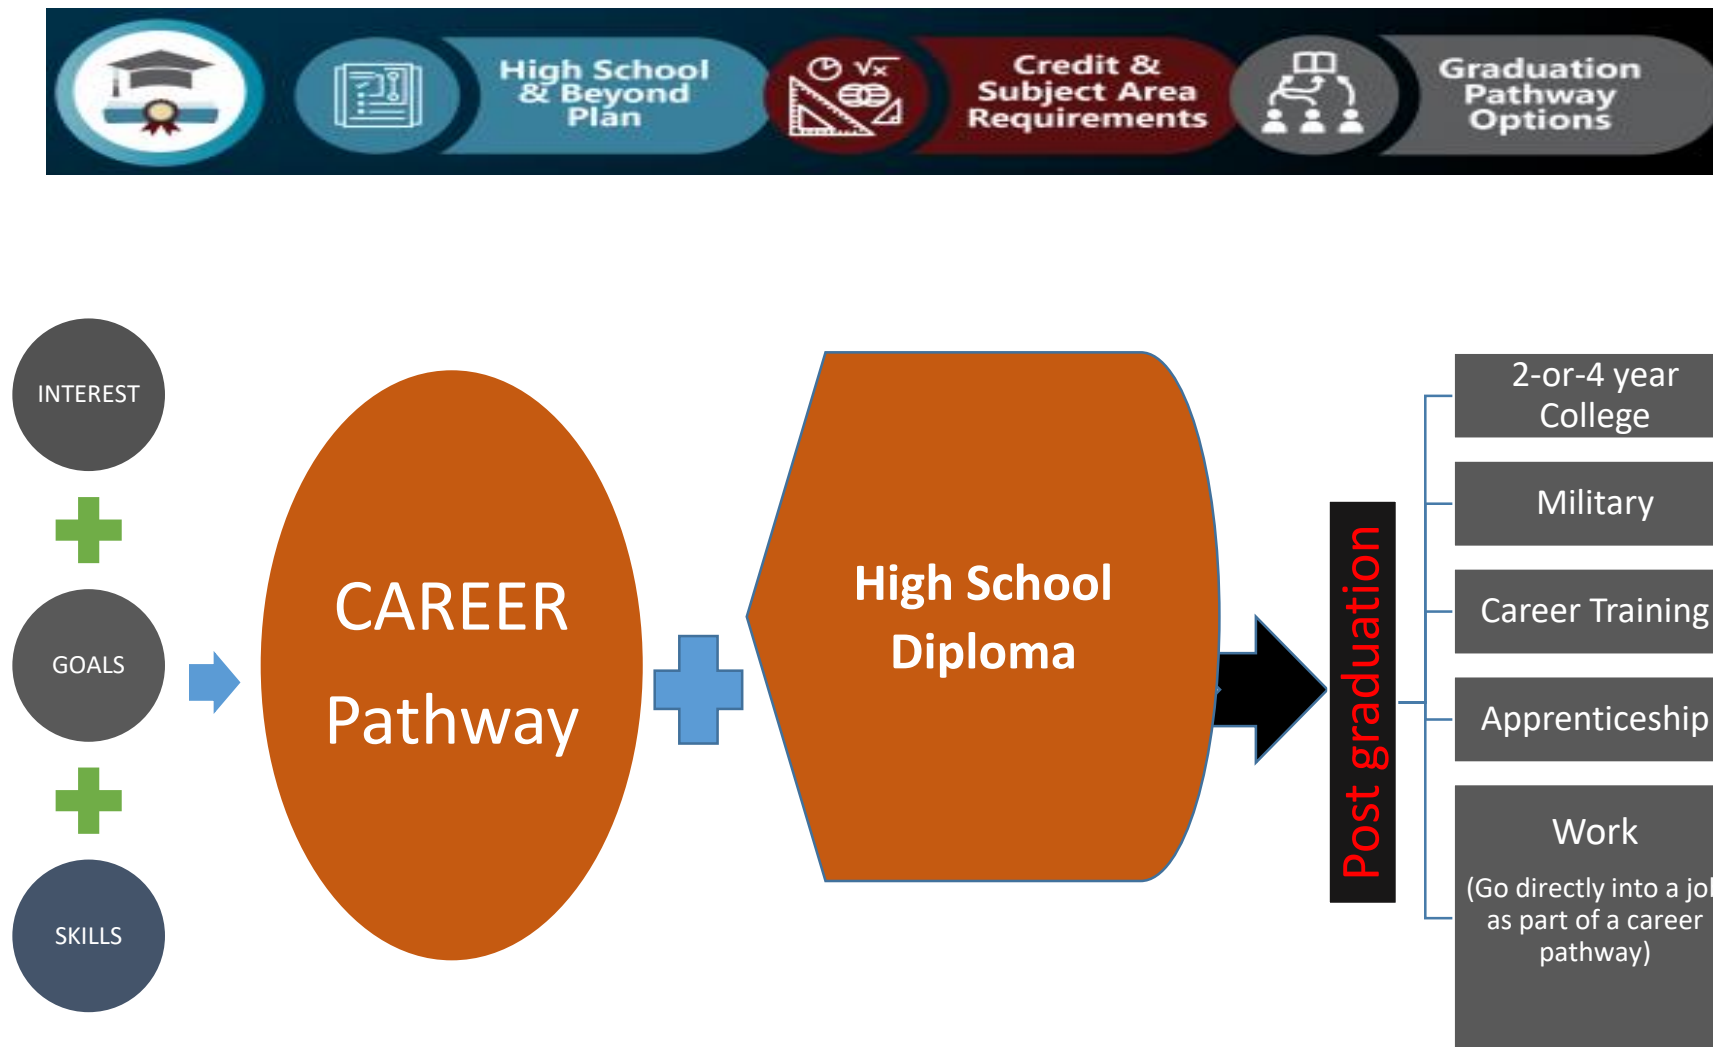 High School
& Beyond
Plan
Credit &
Subject Area
Requirements
Graduation
Pathway
Options
INTEREST
GOALS
SKILLS
CAREER
Pathway
High School
Diploma
Post graduation
2-or-4 year
College
Military
Career Training
Apprenticeship
Work
(Go directly into a job
as part of a career
pathway)